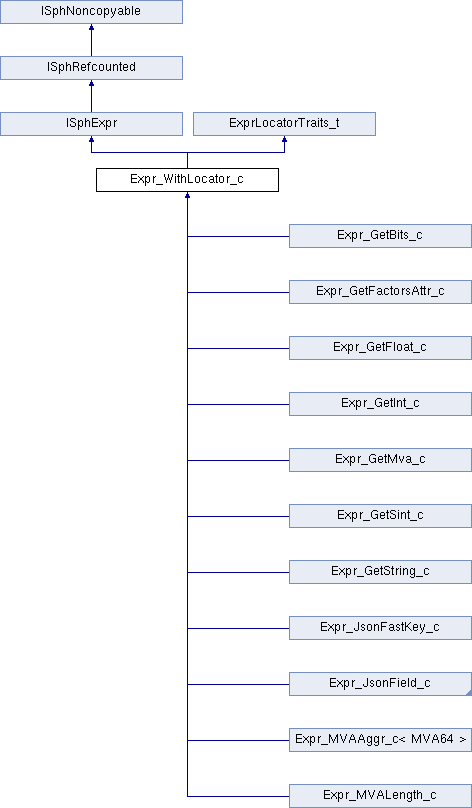 ISphNoncopyable
ISphRefcounted
ISphExpr
ExprLocatorTraits_t
Expr_WithLocator_c
Expr_GetBits_c
Expr_GetFactorsAttr_c
Expr_GetFloat_c
Expr_GetInt_c
Expr_GetMva_c
Expr_GetSint_c
Expr_GetString_c
Expr_JsonFastKey_c
Expr_JsonField_c
Expr_MVAAggr_c< MVA64 >
Expr_MVALength_c